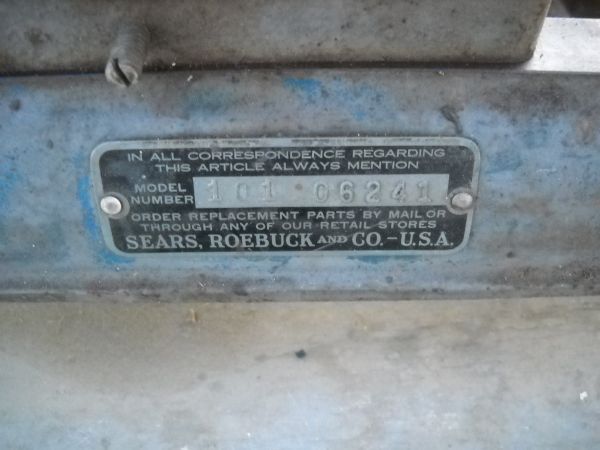 IN ALL CORRESPONDENCE REGARDING
THIS ARTICLE ALWAYS MENTION
MODEL NUMBER 101 06241
ORDER REPLACEMENT PARTS BY MAIL OR
THROUGH ANY OF OUR RETAIL STORES
SEARS, ROEBUCK AND CO. - U.S.A.